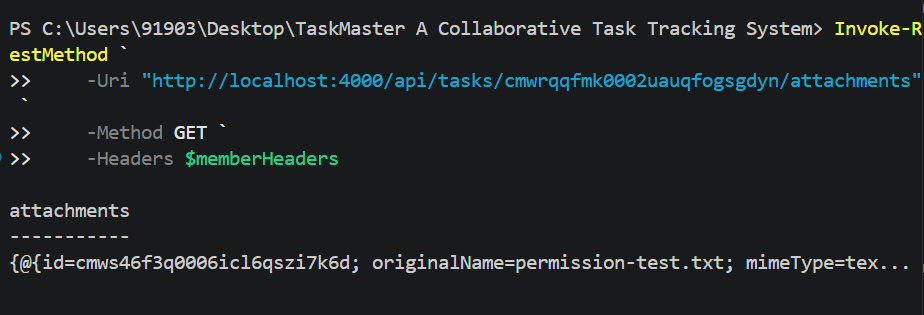 PS C:\Users\91903\Desktop\TaskMaster A Collaborative Task Tracking System> Invoke-R
estMethod `
>>     -Uri "http://localhost:4000/api/tasks/cmwrqqfmk0002uauqfogsgdyn/attachments"
 `
>>     -Method GET `
>>     -Headers $memberHeaders

attachments
-----------
{@{id=cmws46f3q0006icl6qszi7k6d; originalName=permission-test.txt; mimeType=tex...